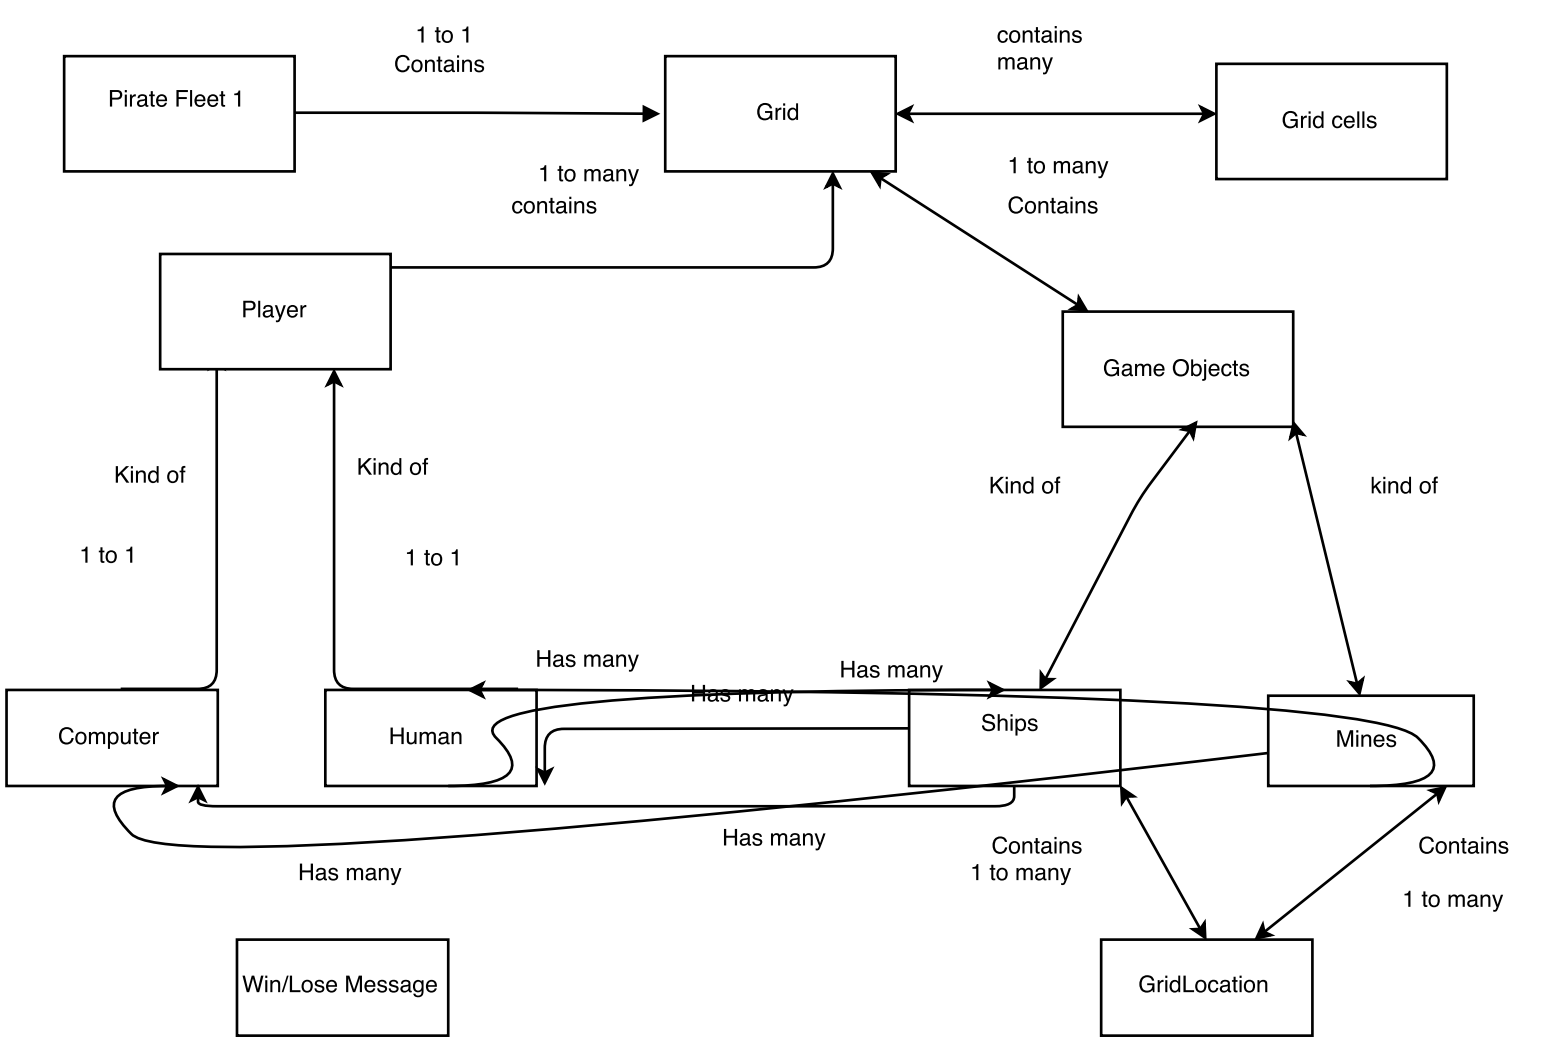 1 to 1
Contains
contains
many
Pirate Fleet 1
Grid
Grid cells
1 to many
contains
1 to many
Contains
Player
Game Objects
Kind of
Kind of
Kind of
kind of
1 to 1
1 to 1
Has many
Has many
Has many
Computer
Human
Ships
Mines
Has many
Has many
Contains
1 to many
Contains
1 to many
Win/Lose Message
GridLocation